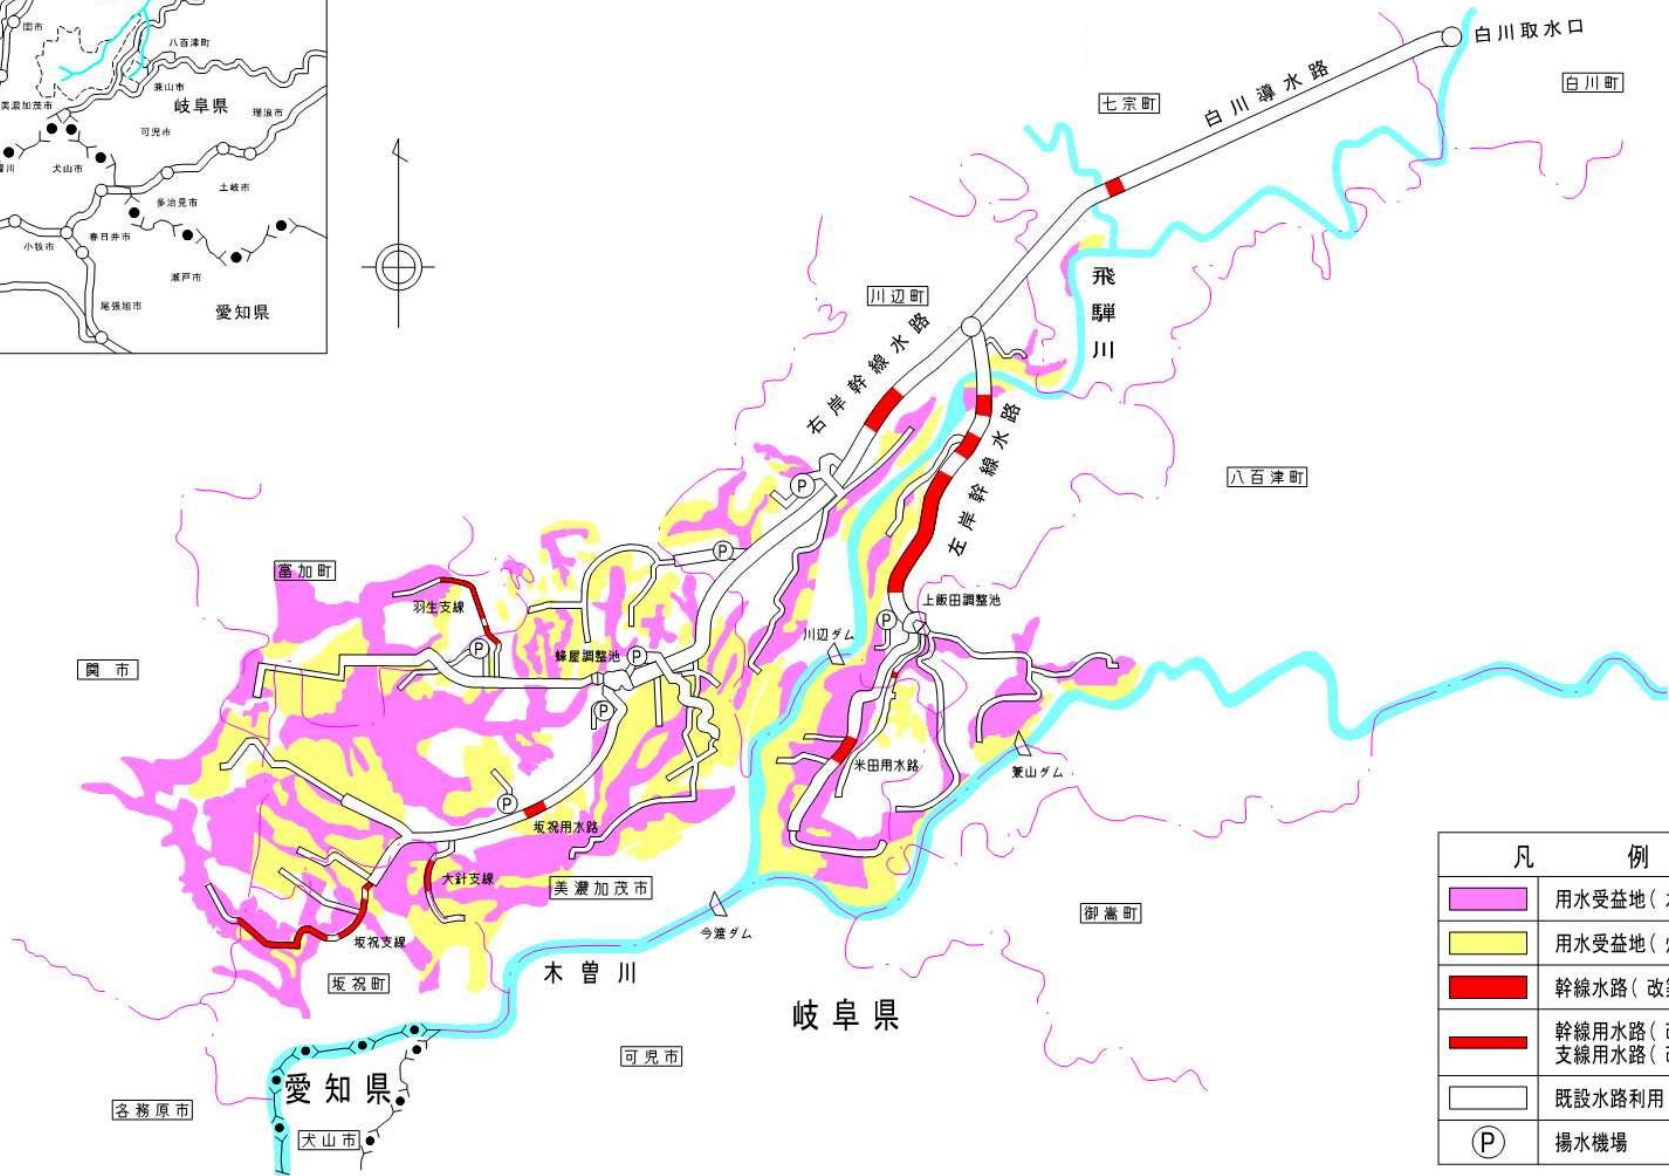 関市
八百津町
美濃加茂市
兼山市
岐阜県
可児市
犬山市
土岐市
多治見市
春日井市
小牧市
瀬戸市
尾張旭市
愛知県
白川取水口
白川町
七宗町
白川導水路
飛騨川
川辺町
右岸幹線水路
左岸幹線水路
八百津町
富加町
羽生支線
上飯田調整池
P
P
P
P
P
P
P
P
川辺ダム
蜂屋調整池
関市
米田用水路
兼山ダム
坂祝用水路
大針支線
美濃加茂市
御嵩町
今渡ダム
坂祝支線
坂祝町
木曽川
岐阜県
可児市
愛知県
各務原市
犬山市
凡例
用水受益地(
用水受益地(
幹線水路(改
幹線用水路(
支線用水路(
既設水路利用
P 揚水機場